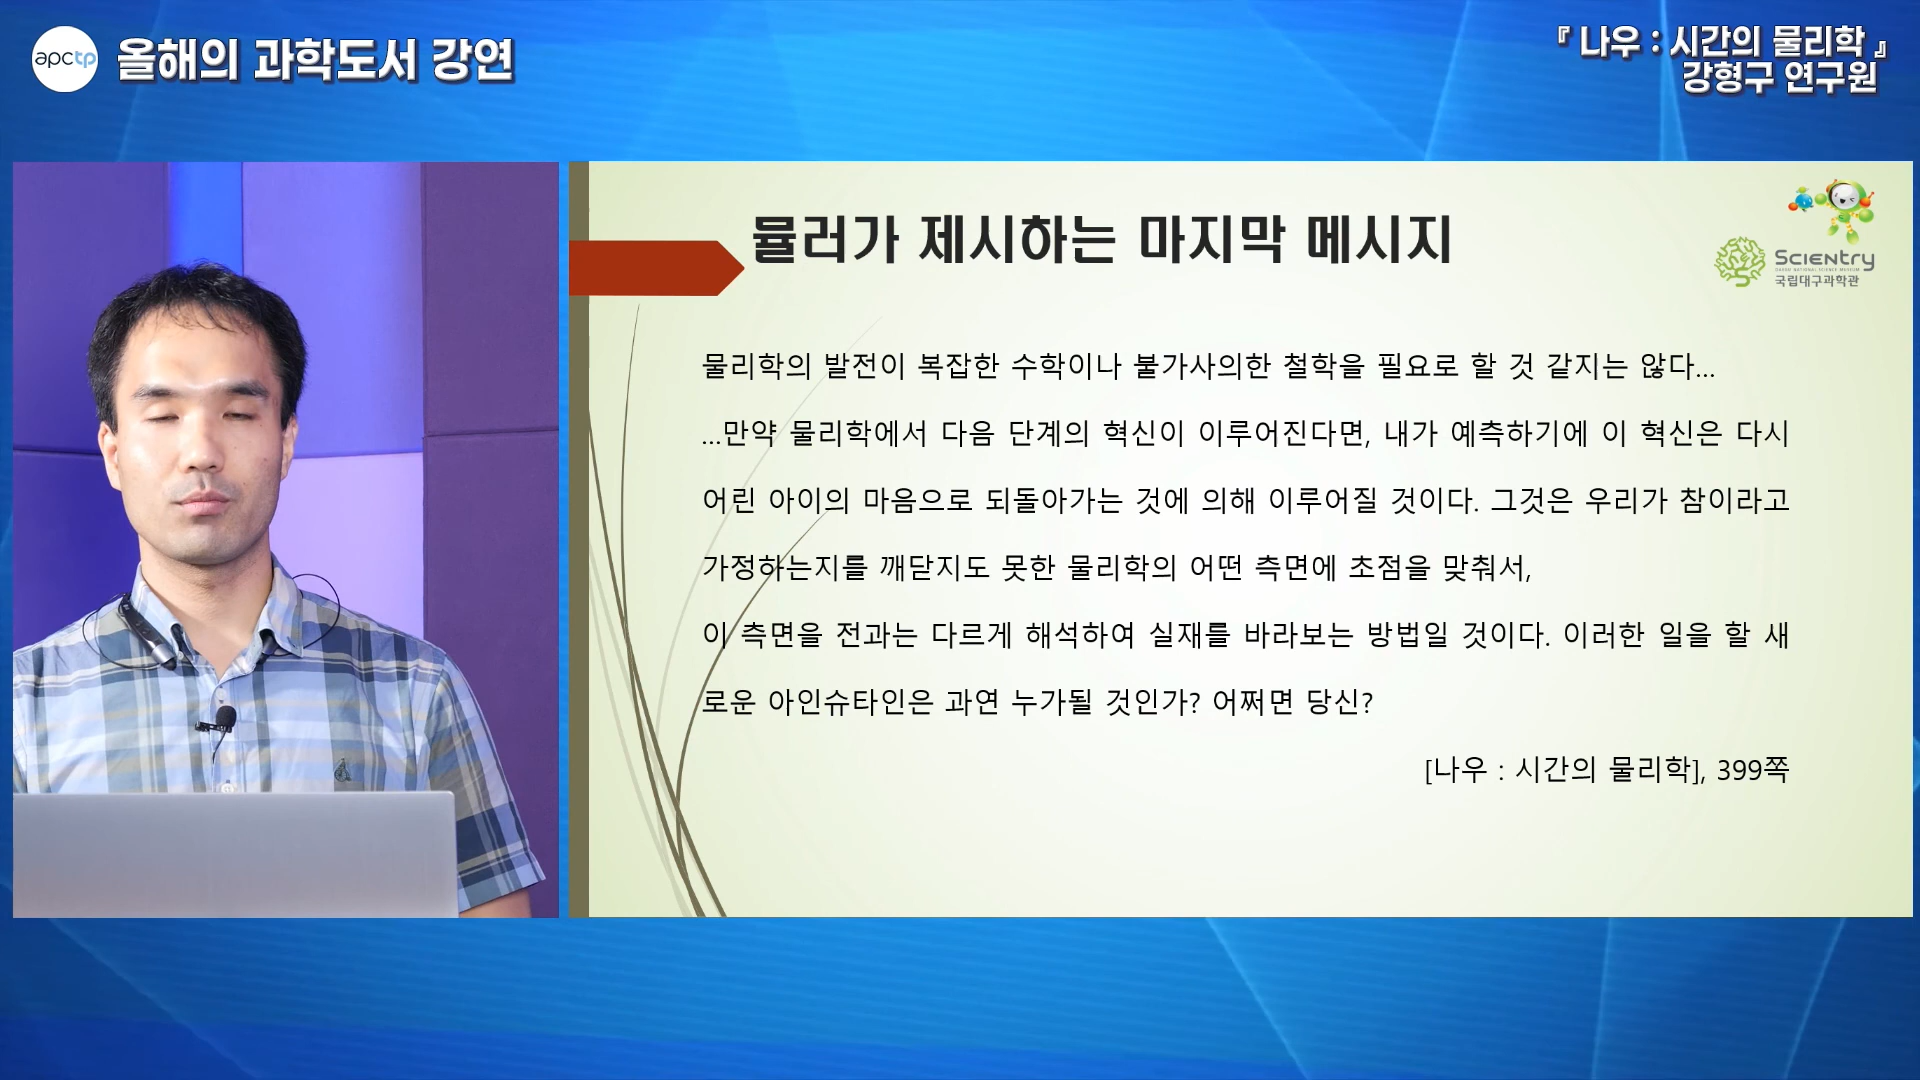 apctp 올해의 과학도서 강연
『 나우 : 시간의 물리학 』
강형구 연구원
뮬러가 제시하는 마지막 메시지
Scientry
국립대구과학관
물리학의 발전이 복잡한 수학이나 불가사의한 철학을 필요로 할 것 같지는 않다...
...만약 물리학에서 다음 단계의 혁신이 이루어진다면, 내가 예측하기에 이 혁신은 다시
어린 아이의 마음으로 되돌아가는 것에 의해 이루어질 것이다. 그것은 우리가 참이라고
가정하는지를 깨닫지도 못한 물리학의 어떤 측면에 초점을 맞춰서,
이 측면을 전과는 다르게 해석하여 실재를 바라보는 방법일 것이다. 이러한 일을 할 새
로운 아인슈타인은 과연 누가될 것인가? 어쩌면 당신?
[나우 : 시간의 물리학], 399쪽